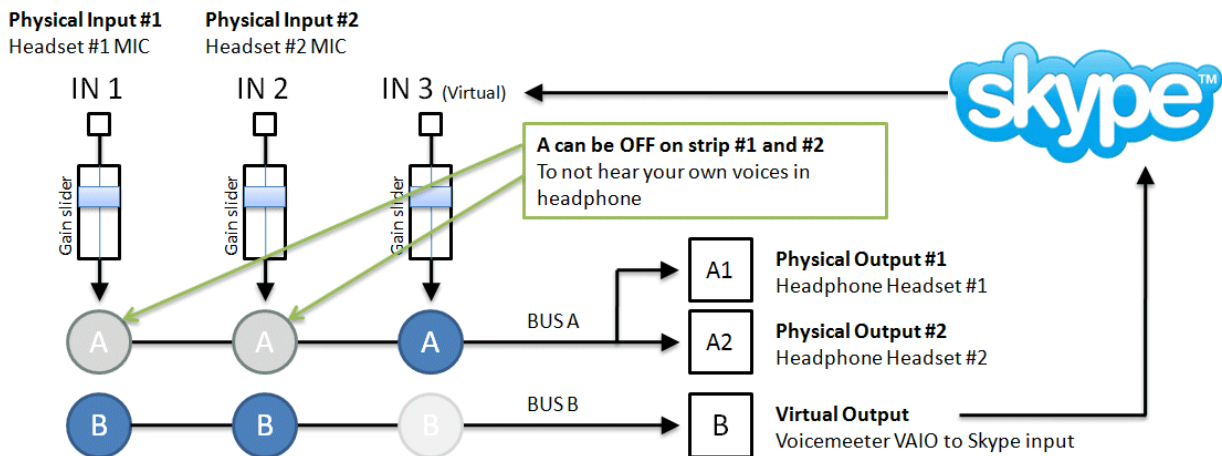 Physical Input #1
Headset #1 MIC
Physical Input #2
Headset #2 MIC
IN 1
IN 2
IN 3 (Virtual)
skype™
A can be OFF on strip #1 and #2
To not hear your own voices in
headphone
Gain slider
Gain slider
Gain slider
A
A
A
BUS A
A1
Physical Output #1
Headphone Headset #1
A2
Physical Output #2
Headphone Headset #2
B
B
B
BUS B
B
Virtual Output
Voicemeeter VAIO to Skype input